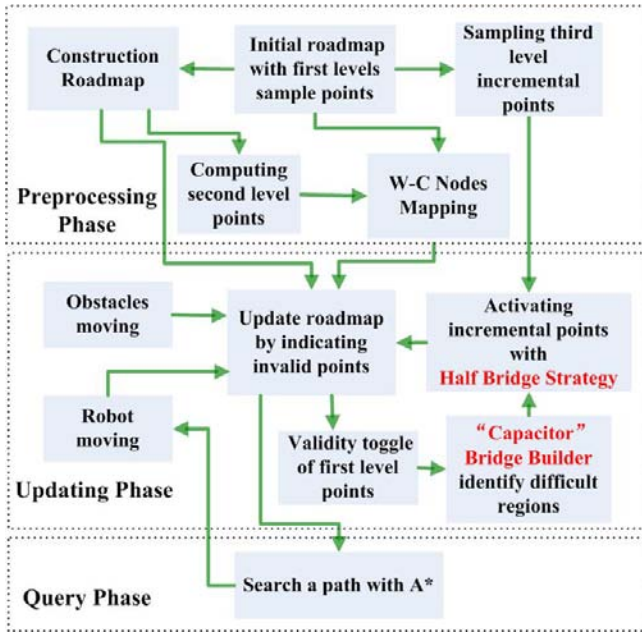 Construction
Roadmap
Initial roadmap
with first levels
sample points
Sampling third
level
incremental
points
Computing
second level
points
W-C Nodes
Mapping
Preprocessing
Phase
Obstacles
moving
Update roadmap
by indicating
invalid points
Activating
incremental points
with
Half Bridge Strategy
Robot
moving
Validity toggle
of first level
points
“Capacitor”
Bridge Builder
identify difficult
regions
Updating Phase
Search a path with A*
Query Phase